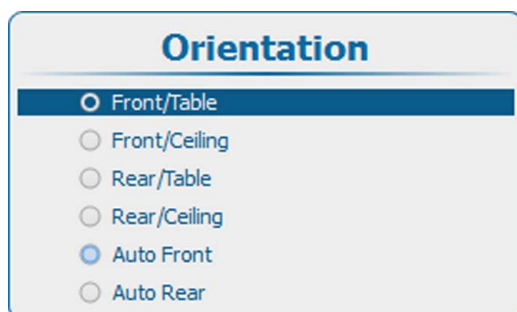 Orientation
Front/Table
Front/Ceiling
Rear/Table
Rear/Ceiling
Auto Front
Auto Rear